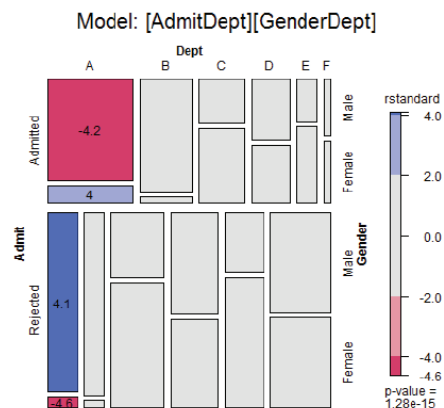 Model: [AdmitDept][GenderDept]
Dept
A B C D E F
Admit
Admitted
Rejected
Gender
Male
Female
Male
Female
-4.2
4
4.1
-4.6
rstandard
4.0
2.0
0.0
-2.0
-4.0
-4.6
p-value =
1.28e-15